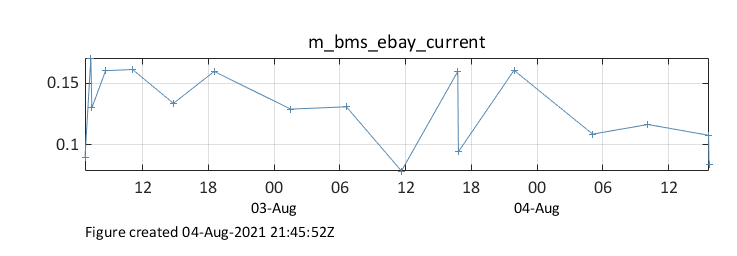 m_bms_ebay_current
0.15
0.1
12 18 00 06 12 18 00 06 12
03-Aug 04-Aug
Figure created 04-Aug-2021 21:45:52Z